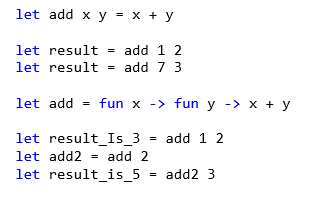 let add x y = x + y
let result = add 1 2
let result = add 7 3
let add = fun x -> fun y -> x + y
let result_Is_3 = add 1 2
let add2 = add 2
let result_is_5 = add2 3